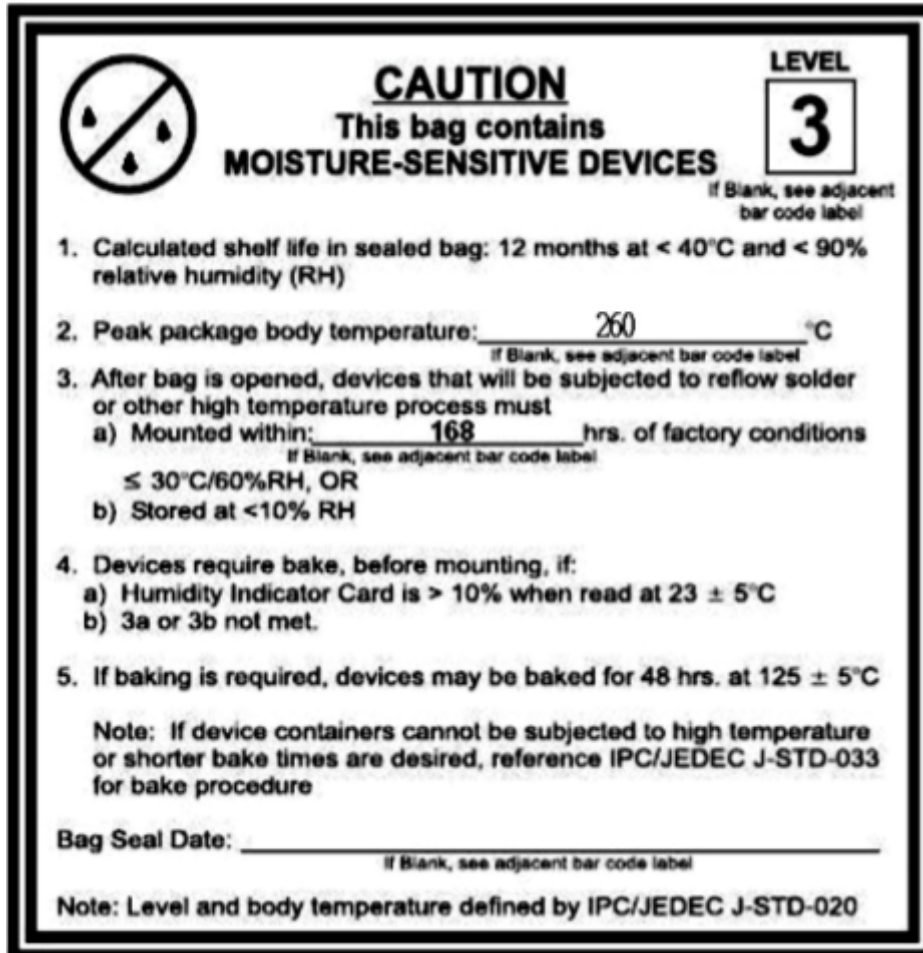 LEVEL
CAUTION
3
This bag contains
MOISTURE-SENSITIVE DEVICES
If Blank, see adjacent
bar code label
1. Calculated shelf life in sealed bag: 12 months at < 40°C and < 90%
relative humidity (RH)
2. Peak package body temperature: 260 °C
If Blank, see adjacent bar code label
3. After bag is opened, devices that will be subjected to reflow solder
or other high temperature process must
a) Mounted within: 168 hrs. of factory conditions
If Blank, see adjacent bar code label
≤ 30°C/60%RH, OR
b) Stored at <10% RH
4. Devices require bake, before mounting, if:
a) Humidity Indicator Card is > 10% when read at 23 ± 5°C
b) 3a or 3b not met.
5. If baking is required, devices may be baked for 48 hrs. at 125 ± 5°C
Note: If device containers cannot be subjected to high temperature
or shorter bake times are desired, reference IPC/JEDEC J-STD-033
for bake procedure
Bag Seal Date:
If Blank, see adjacent bar code label
Note: Level and body temperature defined by IPC/JEDEC J-STD-020